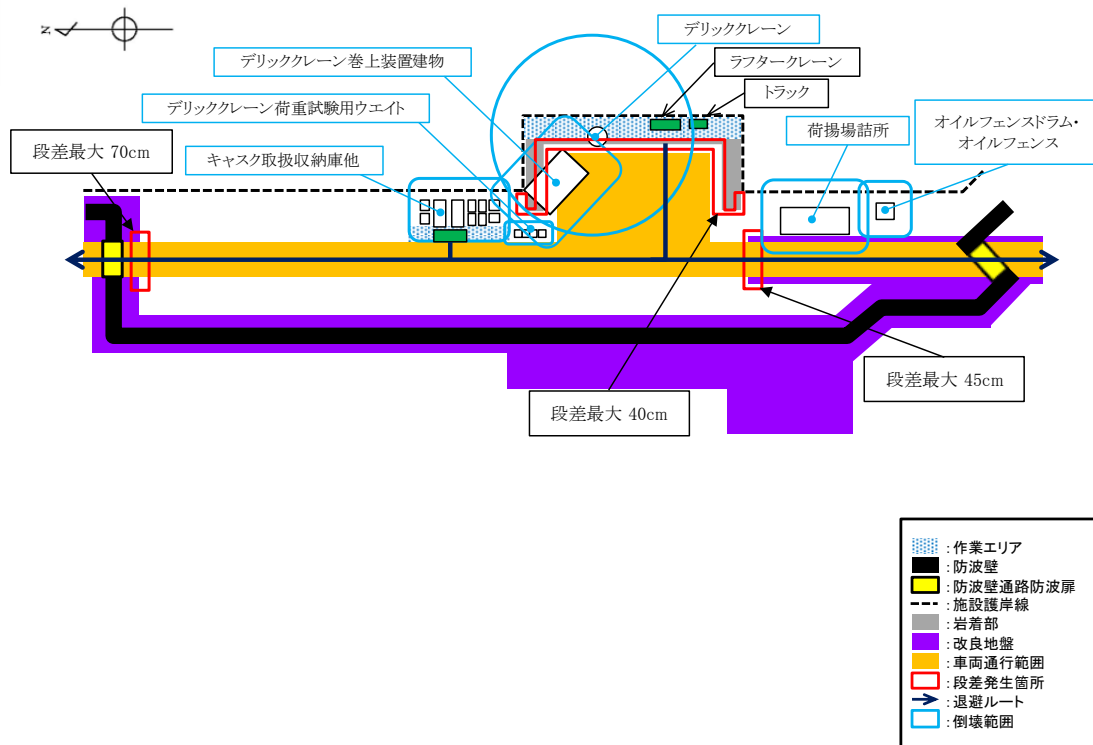 N
デリッククレーン
デリッククレーン巻上装置建物
ラフタークレーン
トラック
デリッククレーン荷重試験用ウエイト
荷揚場詰所
オイルフェンスドラム・
オイルフェンス
段差最大 70cm
キャスク取扱収納庫他
段差最大 45cm
段差最大 40cm
:作業エリア
:防波壁
:防波壁通路防波扉
:施設護岸線
:岩着部
:改良地盤
:車両通行範囲
:段差発生箇所
:退避ルート
:倒壊範囲